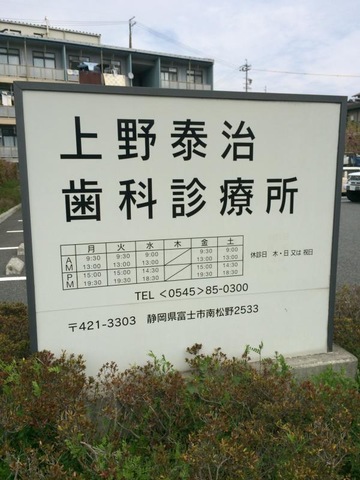 上野泰治
歯科診療所
月 火 水 木 金 土
AM 9:30 9:30 9:30 9:30 9:30
13:00 13:00 13:00 13:00 13:00
PM 15:00 15:00 14:30 15:00 14:30
19:30 19:30 18:30 19:30 18:30
休診日 木・日 又は 祝日
TEL <0545>85-0300
〒421-3303 静岡県富士市南松野2533